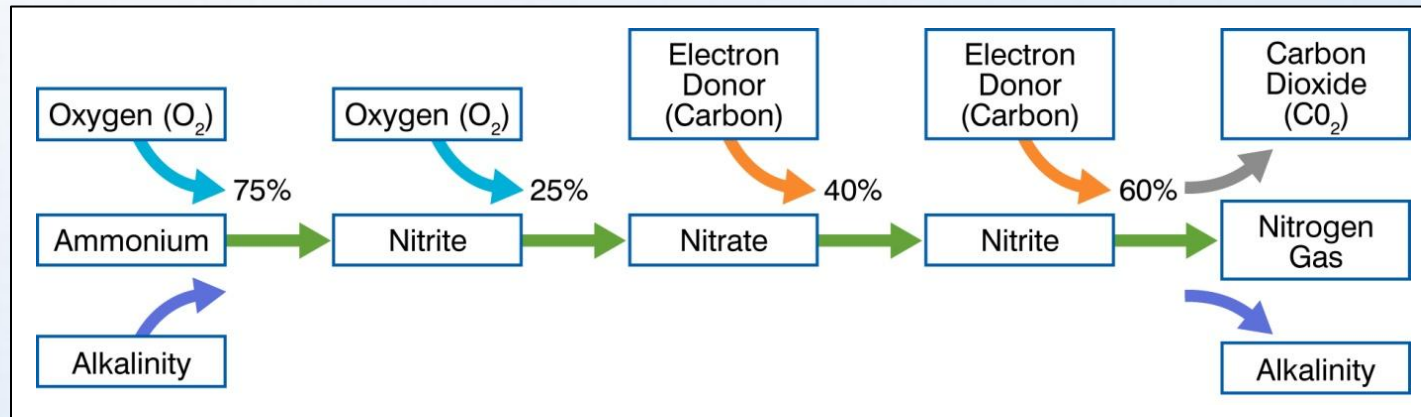 Oxygen (O₂)
75%
Ammonium
Alkalinity
Oxygen (O₂)
25%
Nitrite
Electron
Donor
(Carbon)
40%
Nitrate
Electron
Donor
(Carbon)
60%
Nitrite
Carbon
Dioxide
(C0₂)
Nitrogen
Gas
Alkalinity